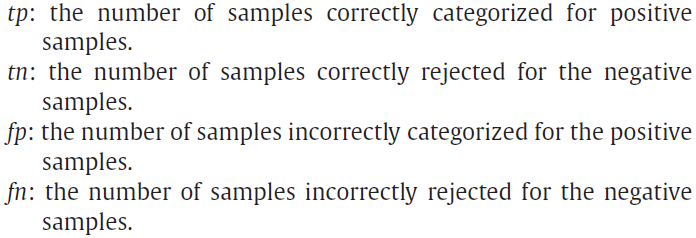 tp: the number of samples correctly categorized for positive
samples.
tn: the number of samples correctly rejected for the negative
samples.
fp: the number of samples incorrectly categorized for the positive
samples.
fn: the number of samples incorrectly rejected for the negative
samples.